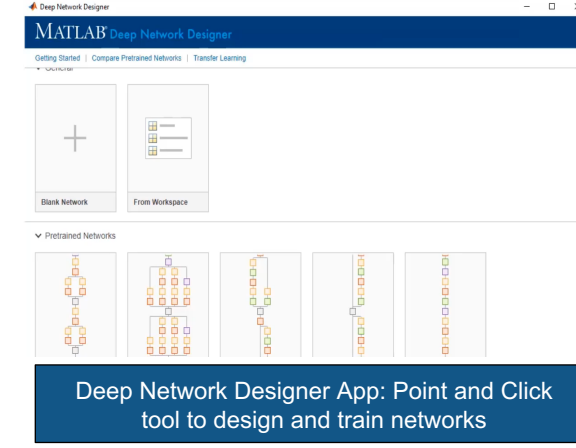 Deep Network Designer
MATLAB® Deep Network Designer
Getting Started | Compare Pretrained Networks | Transfer Learning
General
Blank Network
From Workspace
Pretrained Networks
Deep Network Designer App: Point and Click
tool to design and train networks